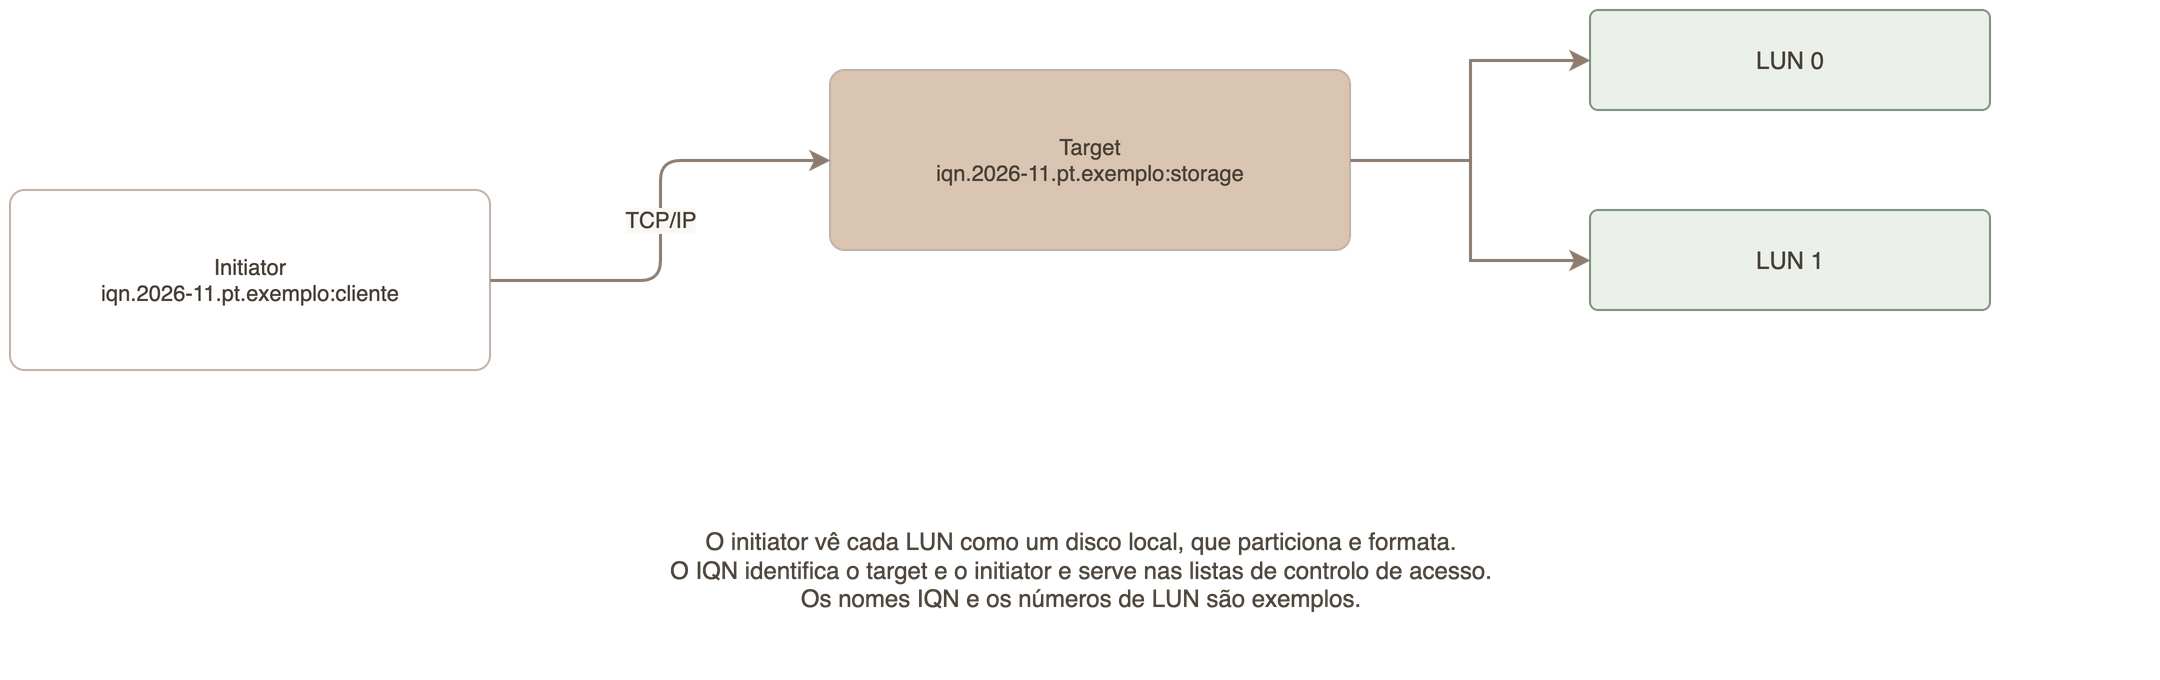 Initiator
iqn.2026-11.pt.exemplo:cliente
TCP/IP
Target
iqn.2026-11.pt.exemplo:storage
LUN 0
LUN 1
O initiator vê cada LUN como um disco local, que particiona e formata.
O IQN identifica o target e o initiator e serve nas listas de controlo de acesso.
Os nomes IQN e os números de LUN são exemplos.